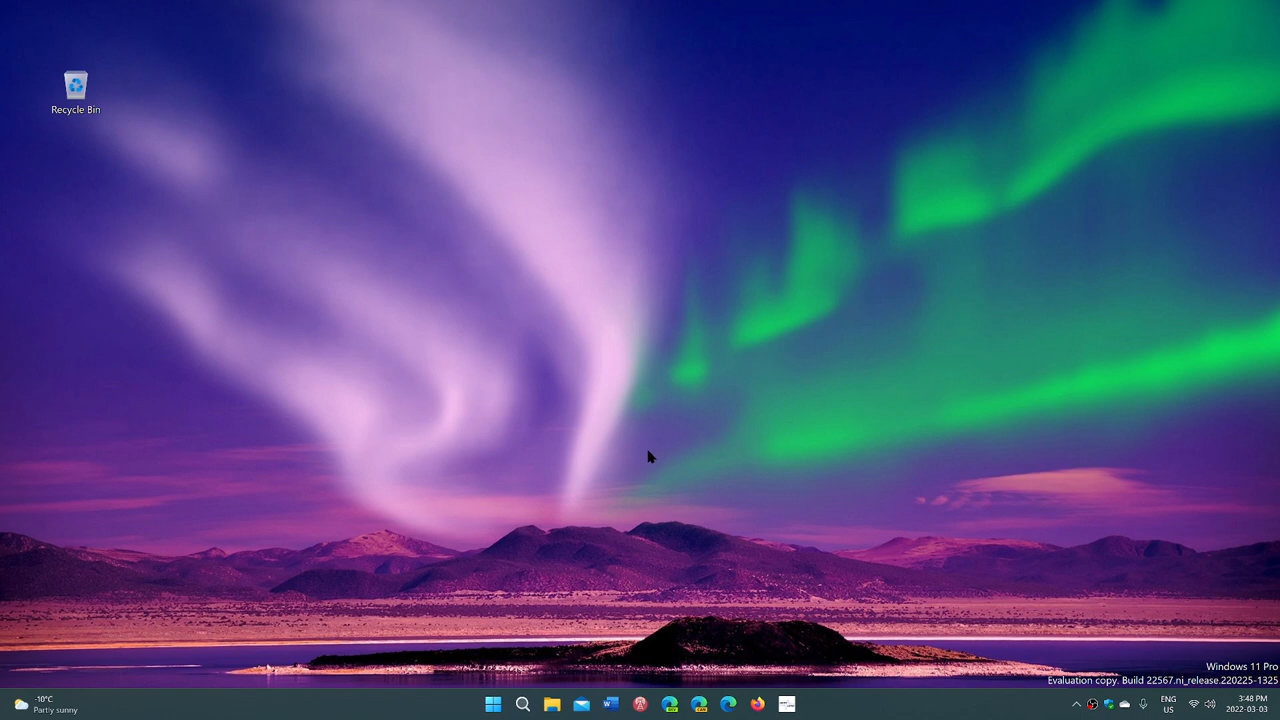 Recycle Bin
Windows 11 Pro
Evaluation copy. Build 22567.ni_release.220225-1325
-10°C
Partly sunny
ENG
US
3:48 PM
2022-03-03